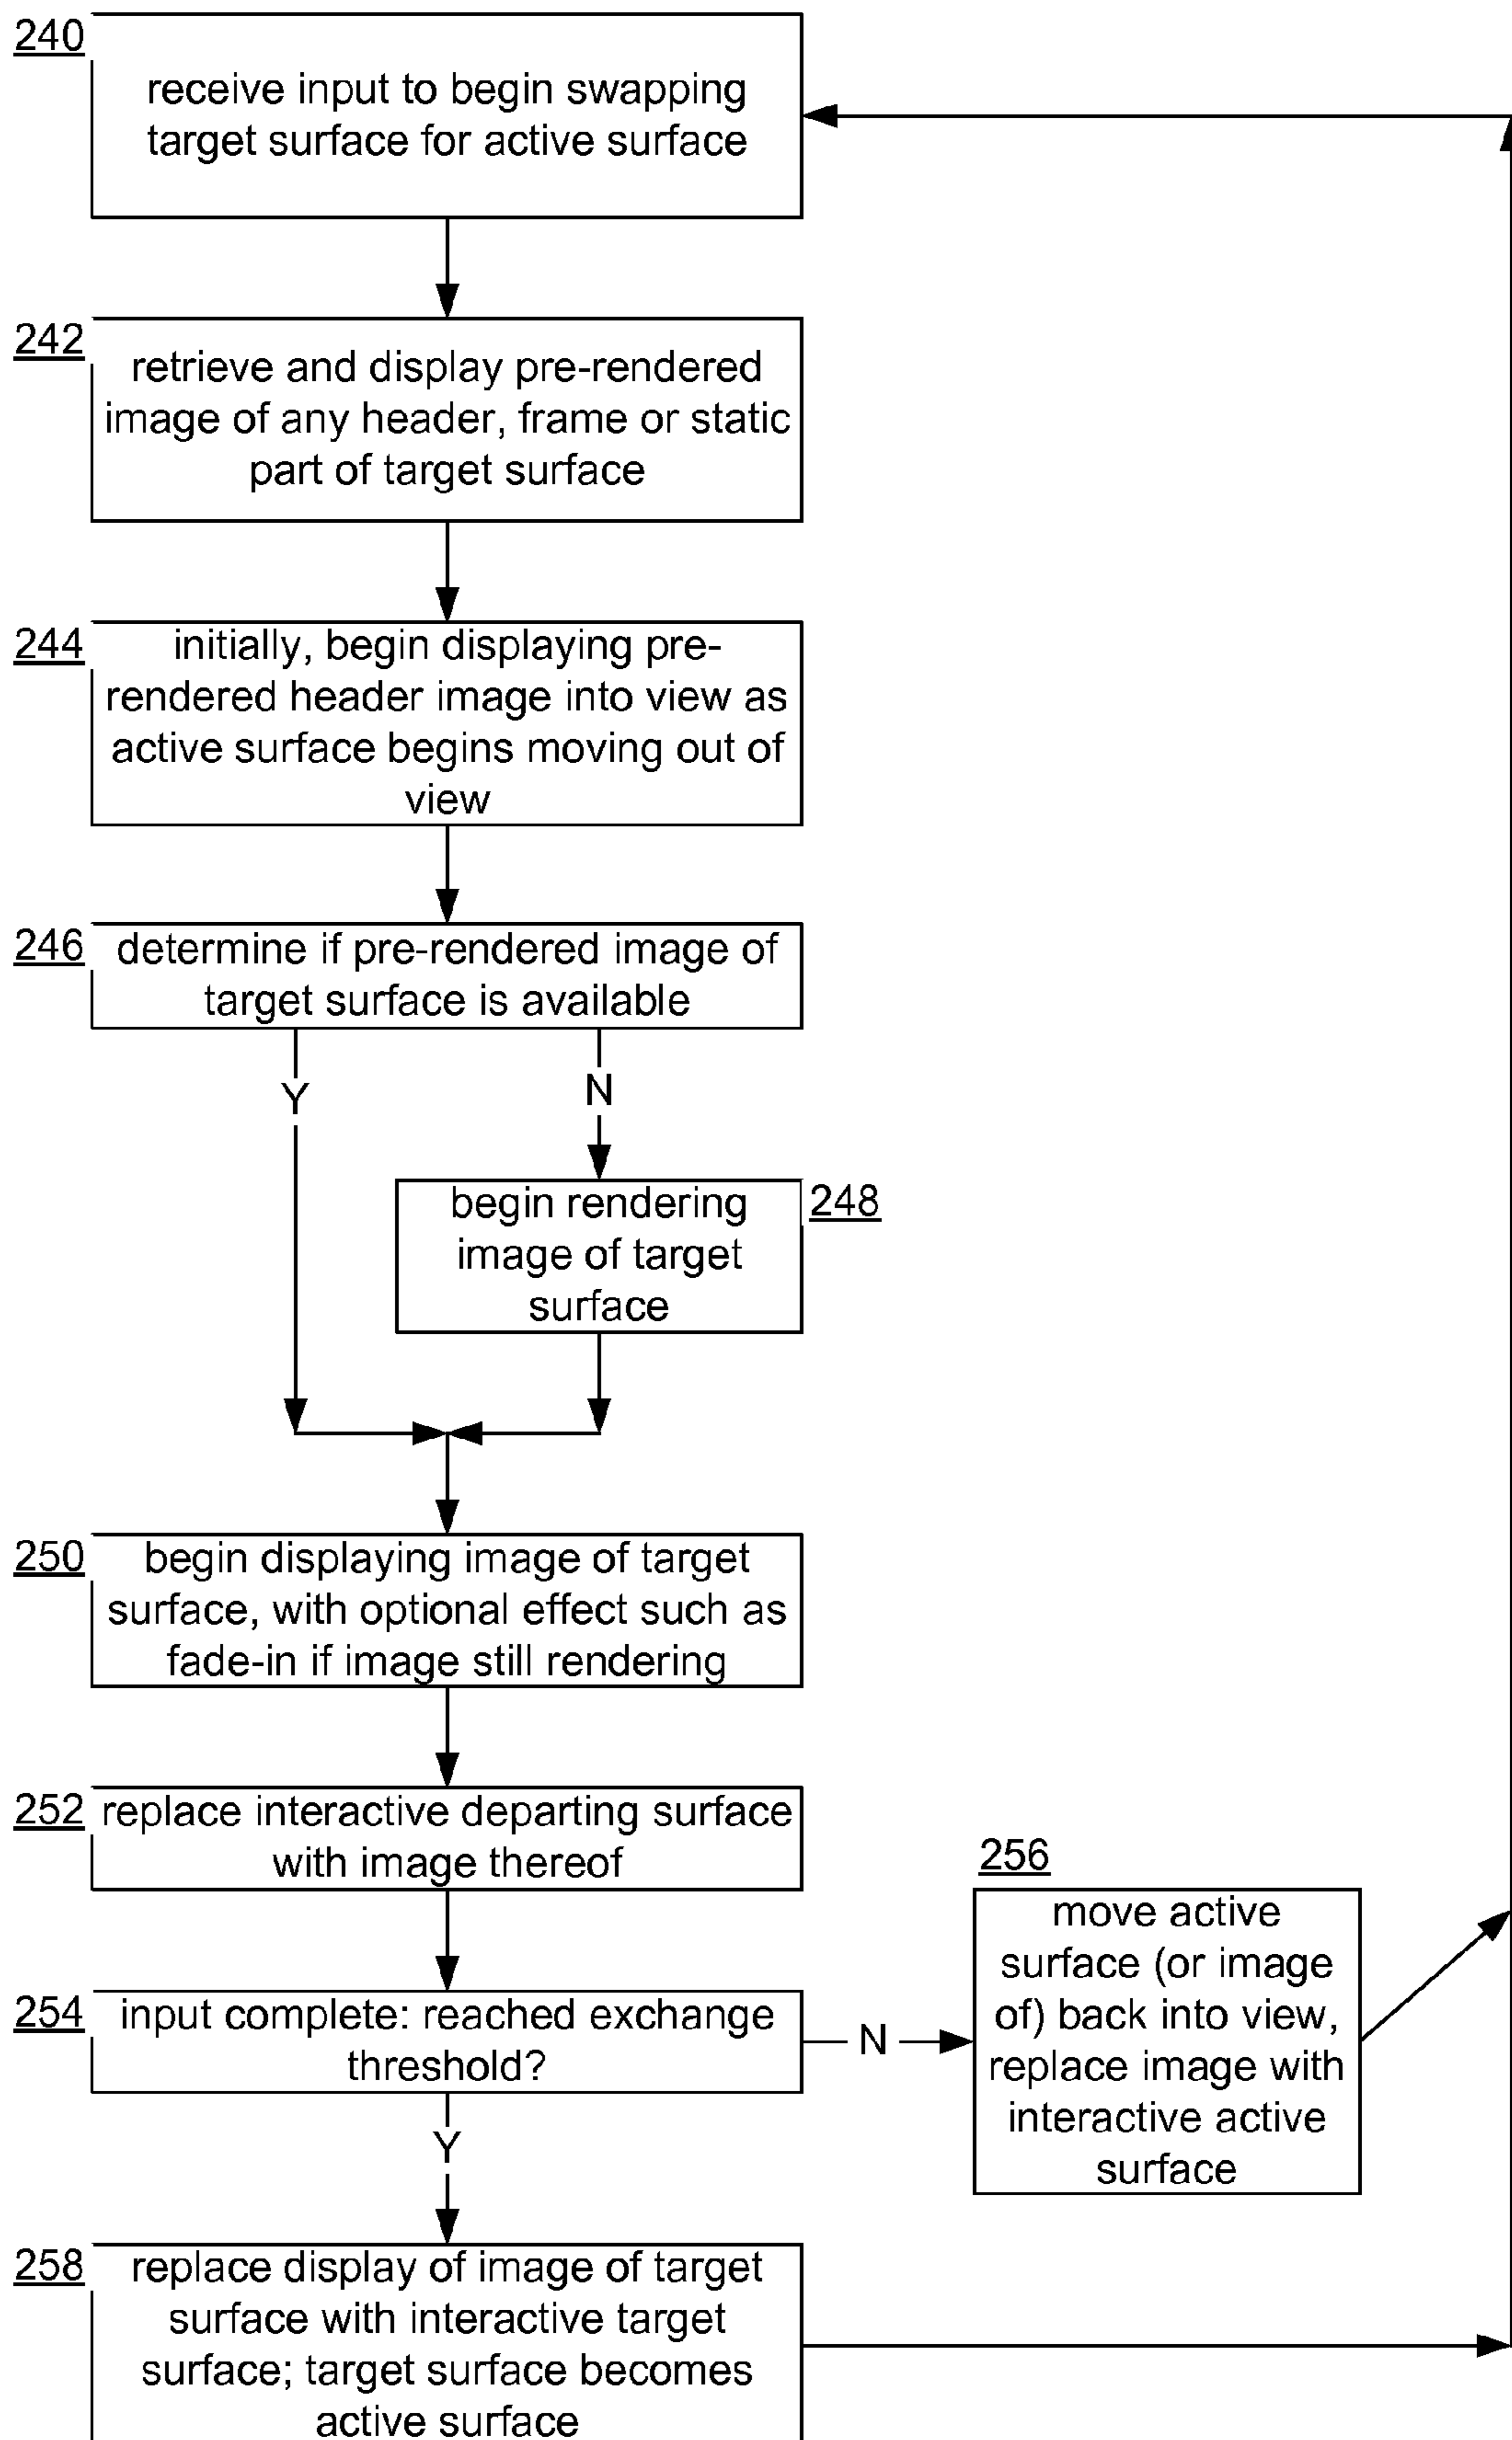 240
receive input to begin swapping
target surface for active surface
242
retrieve and display pre-rendered
image of any header, frame or static
part of target surface
244
initially, begin displaying pre-
rendered header image into view as
active surface begins moving out of
view
246
determine if pre-rendered image of
target surface is available
Y
N
begin rendering
image of target
surface
248
250
begin displaying image of target
surface, with optional effect such as
fade-in if image still rendering
252
replace interactive departing surface
with image thereof
254
input complete: reached exchange
threshold?
N
256
move active
surface (or image
of) back into view,
replace image with
interactive active
surface
Y
258
replace display of image of target
surface with interactive target
surface; target surface becomes
active surface